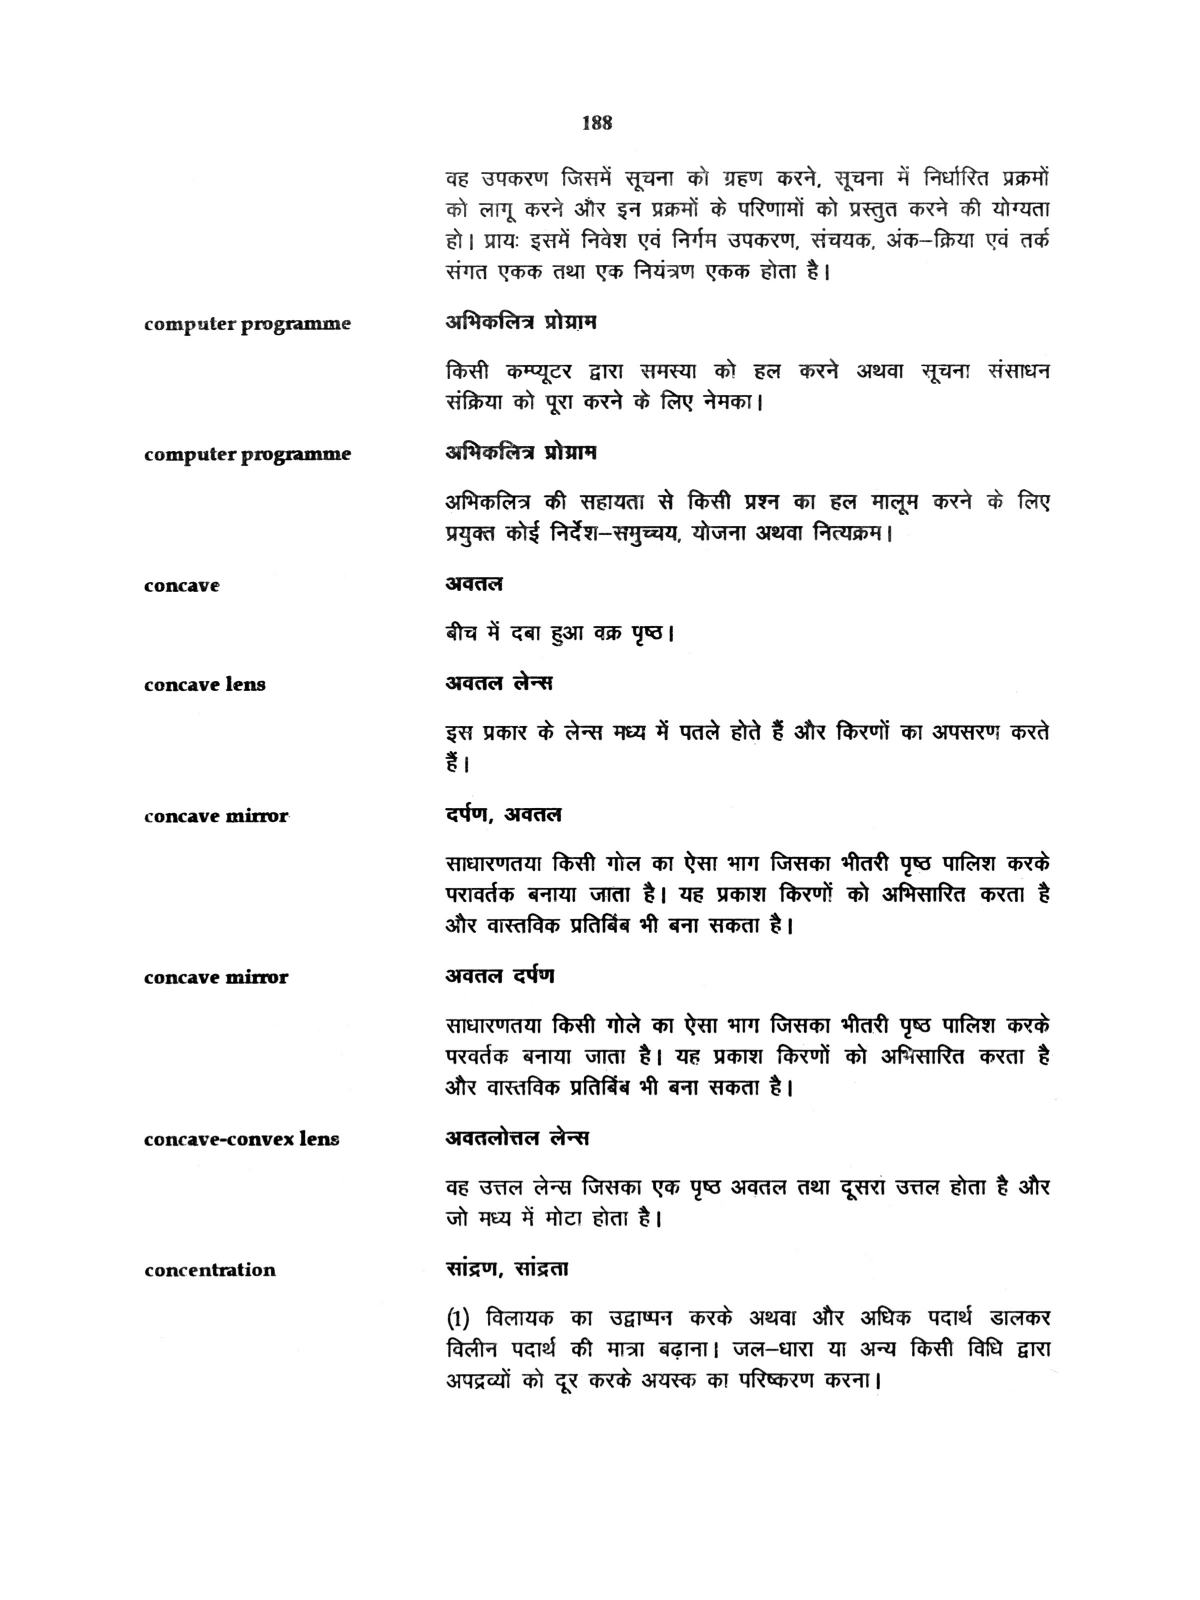 188
वह उपकरण जिसमें सूचना को ग्रहण करने, सूचना में निर्धारित प्रक्रमों
को लागू करने और इन प्रक्रमों के परिणामों को प्रस्तुत करने की योग्यता
हो। प्रायः इसमें निवेश एवं निर्गम उपकरण, संचयक, अंक–क्रिया एवं तर्क
संगत एकक तथा एक नियंत्रण एकक होता है।
computer programme अभिकलित्र प्रोग्राम
किसी कम्प्यूटर द्वारा समस्या को हल करने अथवा सूचना संसाधन
संक्रिया को पूरा करने के लिए नेमका।
computer programme अभिकलित्र प्रोग्राम
अभिकलित्र की सहायता से किसी प्रश्न का हल मालूम करने के लिए
प्रयुक्त कोई निर्देश–समुच्चय, योजना अथवा नित्यक्रम।
concave अवतल
बीच में दबा हुआ वक्र पृष्ठ।
concave lens अवतल लेन्स
इस प्रकार के लेन्स मध्य में पतले होते हैं और किरणों का अपसरण करते
हैं।
concave mirror दर्पण, अवतल
साधारणतया किसी गोल का ऐसा भाग जिसका भीतरी पृष्ठ पालिश करके
परावर्तक बनाया जाता है। यह प्रकाश किरणों को अभिसारित करता है
और वास्तविक प्रतिबिंब भी बना सकता है।
concave mirror अवतल दर्पण
साधारणतया किसी गोले का ऐसा भाग जिसका भीतरी पृष्ठ पालिश करके
परवर्तक बनाया जाता है। यह प्रकाश किरणों को अभिसारित करता है
और वास्तविक प्रतिबिंब भी बना सकता है।
concave-convex lens अवतलोत्तल लेन्स
वह उत्तल लेन्स जिसका एक पृष्ठ अवतल तथा दूसरा उत्तल होता है और
जो मध्य में मोटा होता है।
concentration सांद्रण, सांद्रता
(1) विलायक का उद्वाष्पन करके अथवा और अधिक पदार्थ डालकर
विलीन पदार्थ की मात्रा बढ़ाना। जल–धारा या अन्य किसी विधि द्वारा
अपद्रव्यों को दूर करके अयस्क का परिष्करण करना।